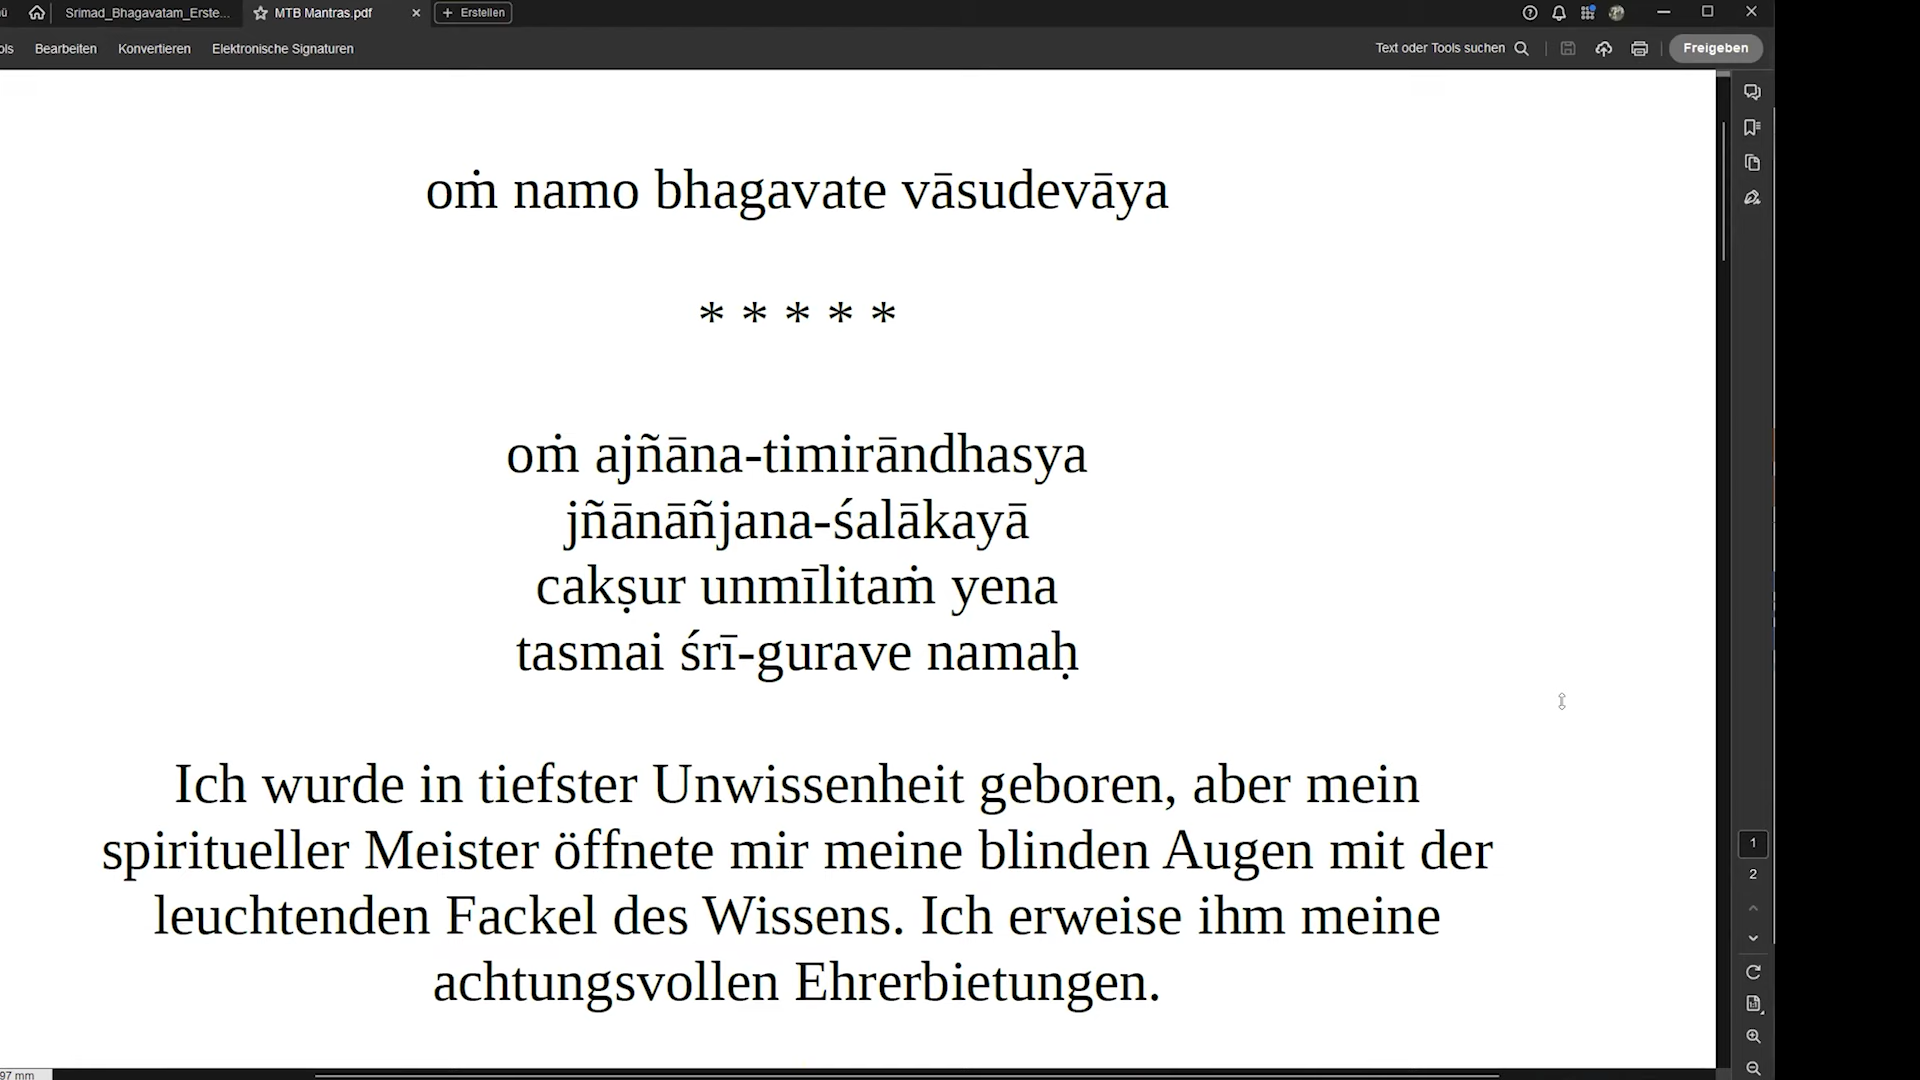 Srimad_Bhagavatam_Erste...
MTB Mantras.pdf
Erstellen
Bearbeiten
Konvertieren
Elektronische Signaturen
Text oder Tools suchen
Freigeben
oṁ namo bhagavate vāsudevāya
* * * * *
oṁ ajñāna-timirāndhasya
jñānāñjana-śalākayā
cakṣur unmīlitaṁ yena
tasmai śrī-gurave namaḥ
Ich wurde in tiefster Unwissenheit geboren, aber mein
spiritueller Meister öffnete mir meine blinden Augen mit der
leuchtenden Fackel des Wissens. Ich erweise ihm meine
achtungsvollen Ehrerbietungen.
1
2
97 mm